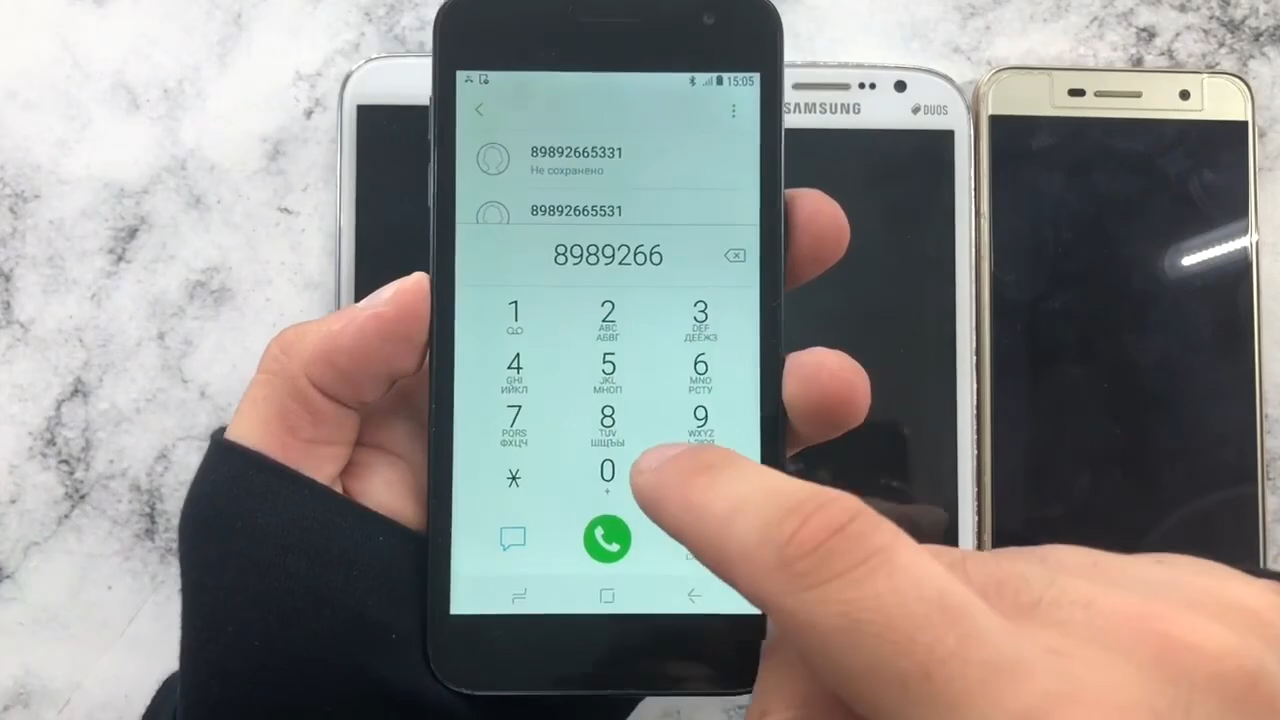 15:05
SAMSUNG
DUOS
89892665331
Не сохранено
89892665531
8989266
1
2
3
ABC
DEF
АБВГ
ДЕЁЖЗ
4
5
6
GHI
JKL
MNO
ИЙКЛ
МНОП
РСТУ
7
8
9
PQRS
TUV
WXYZ
ФХЦЧ
ШЩЪЫ
*
0
+